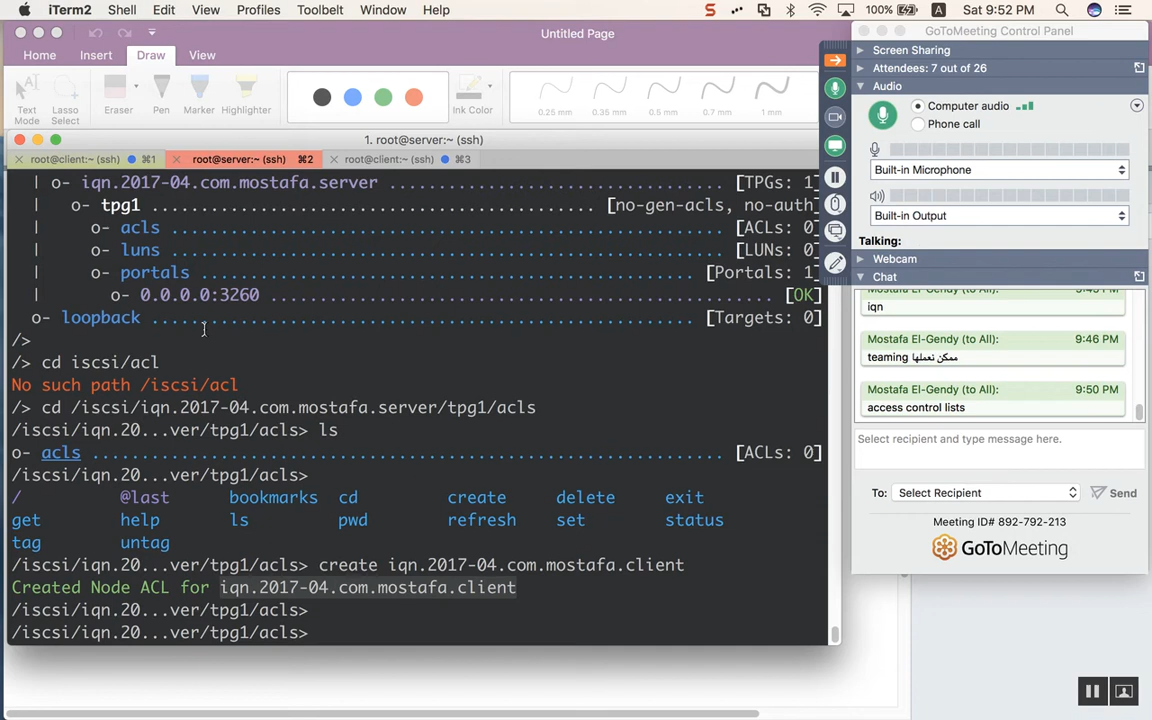 iTerm2 Shell Edit View Profiles Toolbelt Window Help
100% A Sat 9:52 PM
Untitled Page
Home Insert Draw View
Text Mode
Lasso Select
Eraser
Pen
Marker
Highlighter
Ink Color
0.25 mm 0.35 mm 0.5 mm 0.7 mm 1 mm
1. root@server:~ (ssh)
root@client:~ (ssh) ⌘1 root@server:~ (ssh) ⌘2 root@client:~ (ssh) ⌘3
| o- iqn.2017-04.com.mostafa.server .......................................... [TPGs: 1]
| o- tpg1 .......................................... [no-gen-acls, no-auth]
| o- acls .......................................................... [ACLs: 0]
| o- luns .......................................................... [LUNs: 0]
| o- portals .................................................... [Portals: 1]
| o- 0.0.0.0:3260 ..................................................... [OK]
o- loopback ......................................................... [Targets: 0]
/>
/> cd iscsi/acl
No such path /iscsi/acl
/> cd /iscsi/iqn.2017-04.com.mostafa.server/tpg1/acls
/iscsi/iqn.20...ver/tpg1/acls> ls
o- acls ................................................................ [ACLs: 0]
/iscsi/iqn.20...ver/tpg1/acls>
/ @last bookmarks cd create delete exit
get help ls pwd refresh set status
tag untag
/iscsi/iqn.20...ver/tpg1/acls> create iqn.2017-04.com.mostafa.client
Created Node ACL for iqn.2017-04.com.mostafa.client
/iscsi/iqn.20...ver/tpg1/acls>
/iscsi/iqn.20...ver/tpg1/acls>
GoToMeeting Control Panel
Screen Sharing
Attendees: 7 out of 26
Audio
Computer audio
Phone call
Built-in Microphone
Built-in Output
Talking:
Webcam
Chat
Mostafa El-Gendy (to All): 9:45 PM
iqn
Mostafa El-Gendy (to All): 9:46 PM
teaming ممكن نعملها
Mostafa El-Gendy (to All): 9:50 PM
access control lists
Select recipient and type message here.
To: Select Recipient Send
Meeting ID# 892-792-213
GoToMeeting